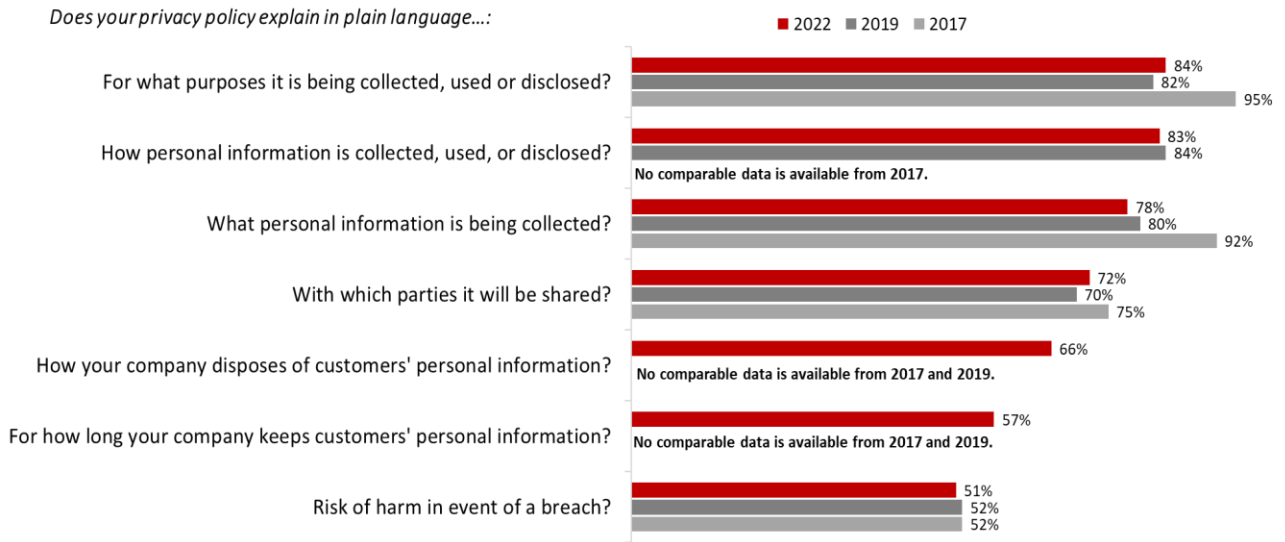 Does your privacy policy explain in plain language...:
2022 2019 2017
For what purposes it is being collected, used or disclosed?
84%
82%
95%
How personal information is collected, used, or disclosed?
83%
84%
No comparable data is available from 2017.
What personal information is being collected?
78%
80%
92%
With which parties it will be shared?
72%
70%
75%
How your company disposes of customers' personal information?
66%
No comparable data is available from 2017 and 2019.
For how long your company keeps customers' personal information?
57%
No comparable data is available from 2017 and 2019.
Risk of harm in event of a breach?
51%
52%
52%